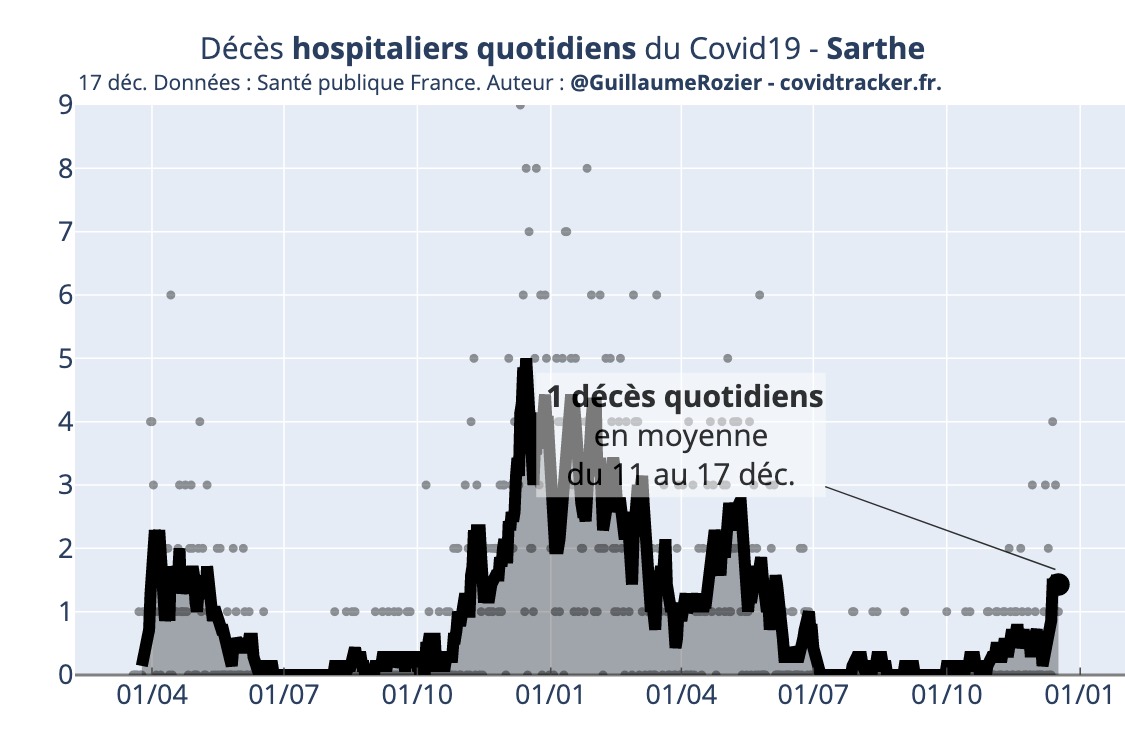 Décès hospitaliers quotidiens du Covid19 - Sarthe
17 déc. Données : Santé publique France. Auteur : @GuillaumeRozier - covidtracker.fr.
9
8
7
6
5
4
3
2
1
0
1 décès quotidiens
en moyenne
du 11 au 17 déc.
01/04 01/07 01/10 01/01 01/04 01/07 01/10 01/01